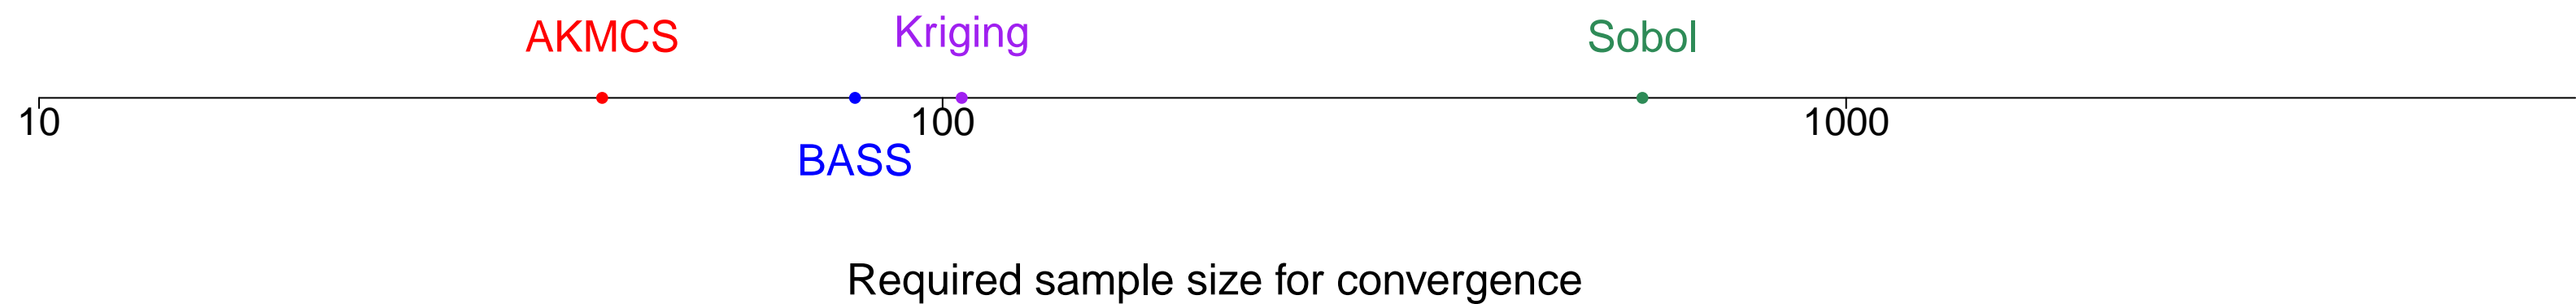 AKMCS
Kriging
Sobol
10
100
1000
BASS
Required sample size for convergence